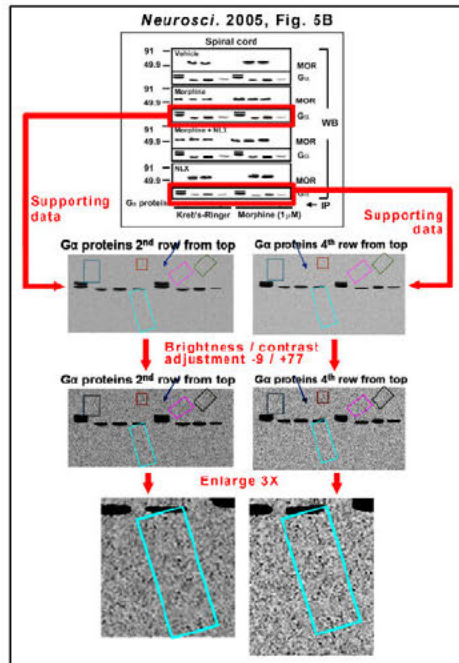 Neurosci. 2005, Fig. 5B
Spiral cord
91
49.9
Vehicle
MOR
Gα
91
49.9
Morphine
MOR
Gα
WB
91
49.9
Morphine + NLX
MOR
Gα
91
49.9
NLX
MOR
Gα
Gα proteins
Kreb's-Ringer
Morphine (1μM)
IP
Supporting
data
Supporting
data
Gα proteins 2nd row from top
Gα proteins 4th row from top
Brightness / contrast
adjustment -9 / +77
Gα proteins 2nd row from top
Gα proteins 4th row from top
Enlarge 3X